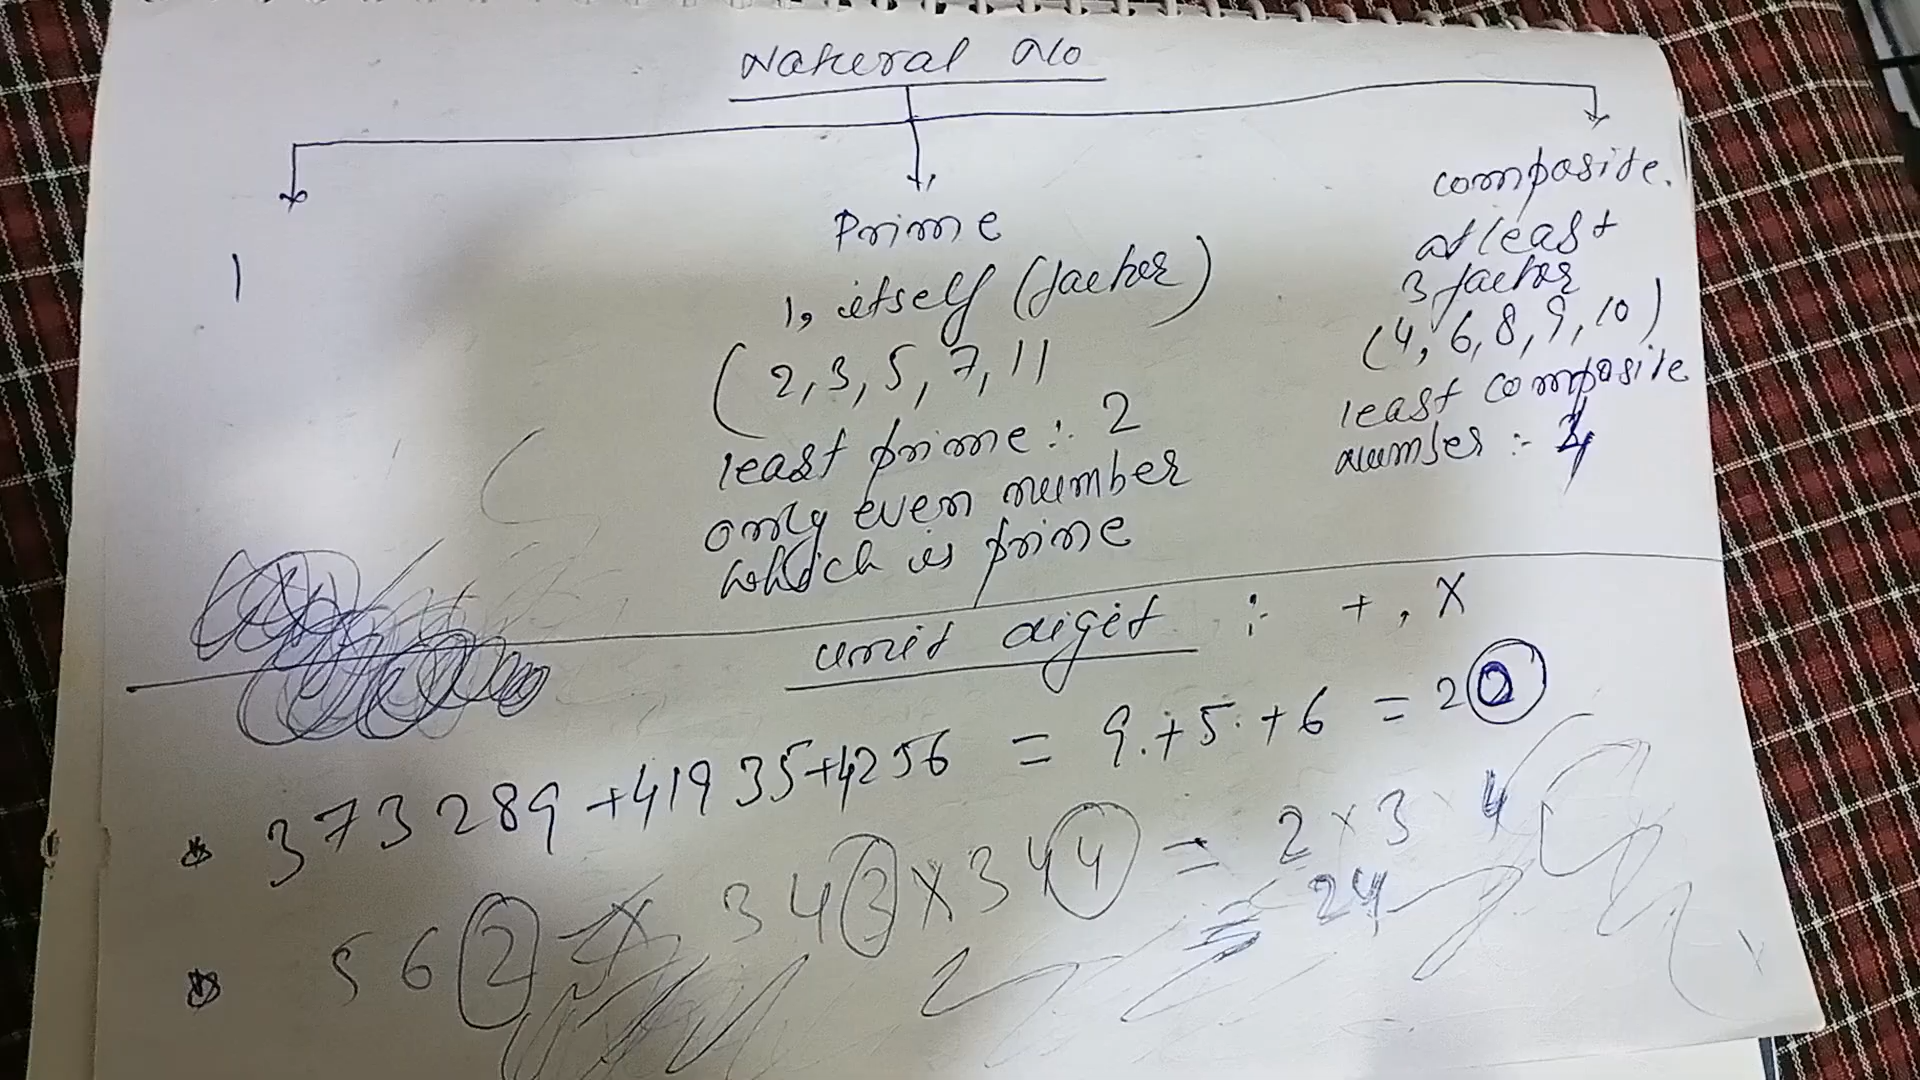 Natural no
1
Prime
1, itself (factor)
(2, 3, 5, 7, 11
least prime :- 2
only even number
which is prime
composite.
at least
3 factor
(4, 6, 8, 9, 10)
least composite
number :- 4
unit digit :- +, X
373289 + 41935 + 4256 = 9 + 5 + 6 = 20
562 X 343 X 344 = 2 X 3 4
= 24